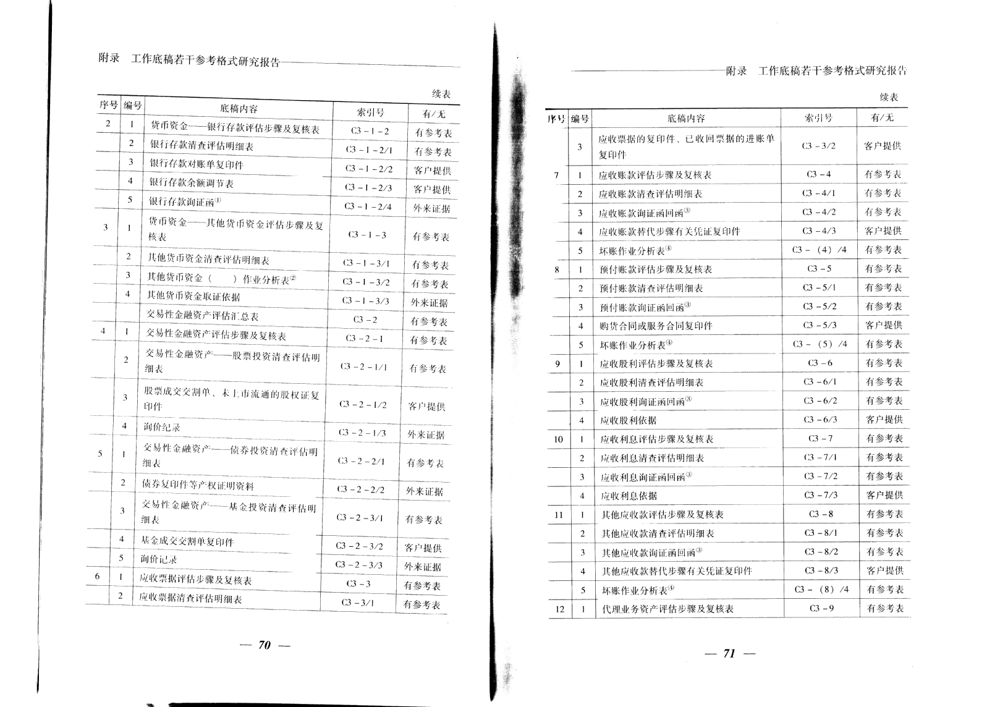 附录　工作底稿若干参考格式研究报告
续表
序号 编号 底稿内容 索引号 有/无
2 1 货币资金——银行存款评估步骤及复核表 C3-1-2 有参考表
2 银行存款清查评估明细表 C3-1-2/1 有参考表
3 银行存款对账单复印件 C3-1-2/2 客户提供
4 银行存款余额调节表 C3-1-2/3 客户提供
5 银行存款询证函① C3-1-2/4 外来证据
3 1 货币资金——其他货币资金评估步骤及复
核表 C3-1-3 有参考表
2 其他货币资金清查评估明细表 C3-1-3/1 有参考表
3 其他货币资金（　　）作业分析表② C3-1-3/2 有参考表
4 其他货币资金取证依据 C3-1-3/3 外来证据
交易性金融资产评估汇总表 C3-2 有参考表
4 1 交易性金融资产评估步骤及复核表 C3-2-1 有参考表
2 交易性金融资产——股票投资清查评估明
细表 C3-2-1/1 有参考表
3 股票成交交割单、未上市流通的股权证复
印件 C3-2-1/2 客户提供
4 询价纪录 C3-2-1/3 外来证据
5 1 交易性金融资产——债券投资清查评估明
细表 C3-2-2/1 有参考表
2 债券复印件等产权证明资料 C3-2-2/2 外来证据
3 交易性金融资产——基金投资清查评估明
细表 C3-2-3/1 有参考表
4 基金成交交割单复印件 C3-2-3/2 客户提供
5 询价记录 C3-2-3/3 外来证据
6 1 应收票据评估步骤及复核表 C3-3 有参考表
2 应收票据清查评估明细表 C3-3/1 有参考表
— 70 —
附录　工作底稿若干参考格式研究报告
续表
序号 编号 底稿内容 索引号 有/无
3 应收票据的复印件、已收回票据的进账单
复印件 C3-3/2 客户提供
7 1 应收账款评估步骤及复核表 C3-4 有参考表
2 应收账款清查评估明细表 C3-4/1 有参考表
3 应收账款询证函回函③ C3-4/2 有参考表
4 应收账款替代步骤有关凭证复印件 C3-4/3 客户提供
5 坏账作业分析表④ C3-（4）/4 有参考表
8 1 预付账款评估步骤及复核表 C3-5 有参考表
2 预付账款清查评估明细表 C3-5/1 有参考表
3 预付账款询证函回函③ C3-5/2 有参考表
4 购货合同或服务合同复印件 C3-5/3 客户提供
5 坏账作业分析表④ C3-（5）/4 有参考表
9 1 应收股利评估步骤及复核表 C3-6 有参考表
2 应收股利清查评估明细表 C3-6/1 有参考表
3 应收股利询证函回函③ C3-6/2 有参考表
4 应收股利依据 C3-6/3 客户提供
10 1 应收利息评估步骤及复核表 C3-7 有参考表
2 应收利息清查评估明细表 C3-7/1 有参考表
3 应收利息询证函回函③ C3-7/2 有参考表
4 应收利息依据 C3-7/3 客户提供
11 1 其他应收款评估步骤及复核表 C3-8 有参考表
2 其他应收款清查评估明细表 C3-8/1 有参考表
3 其他应收款询证函回函③ C3-8/2 有参考表
4 其他应收款替代步骤有关凭证复印件 C3-8/3 客户提供
5 坏账作业分析表④ C3-（8）/4 有参考表
12 1 代理业务资产评估步骤及复核表 C3-9 有参考表
— 71 —